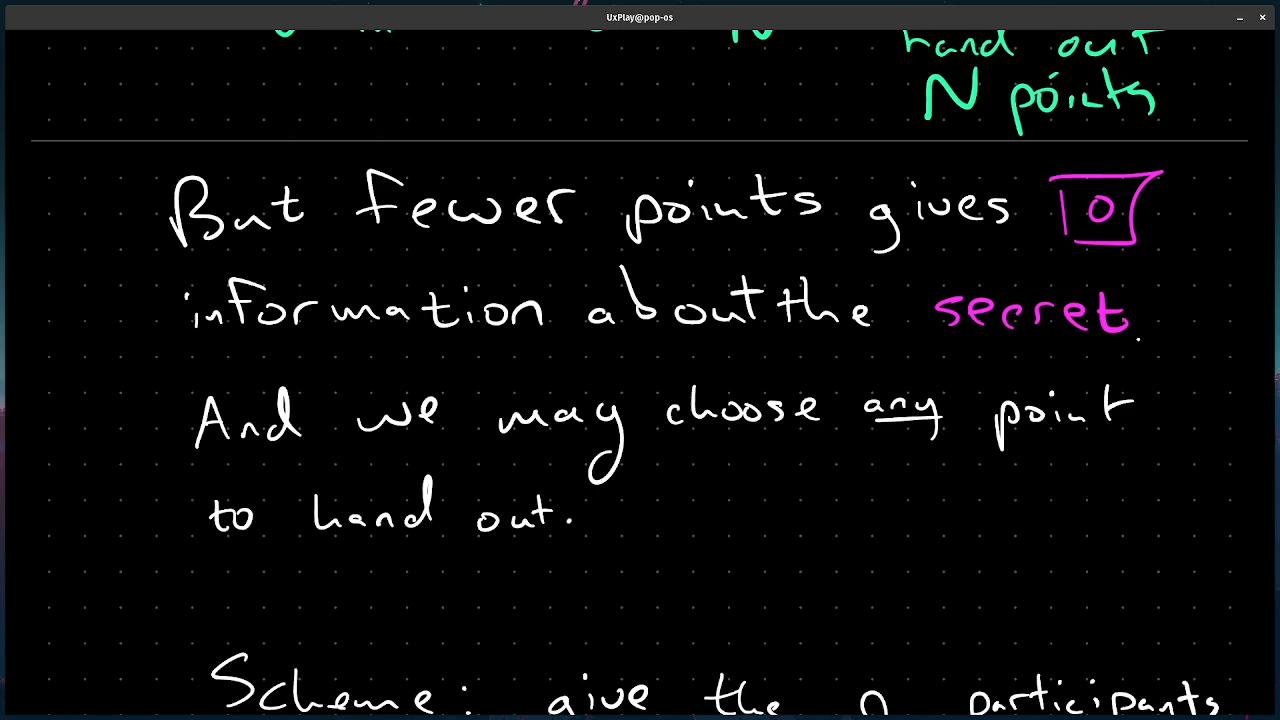 UxPlay@pop-os
hand out
N points
But fewer points gives 0
information about the secret.
And we may choose any point
to hand out.
Scheme: give the n participants